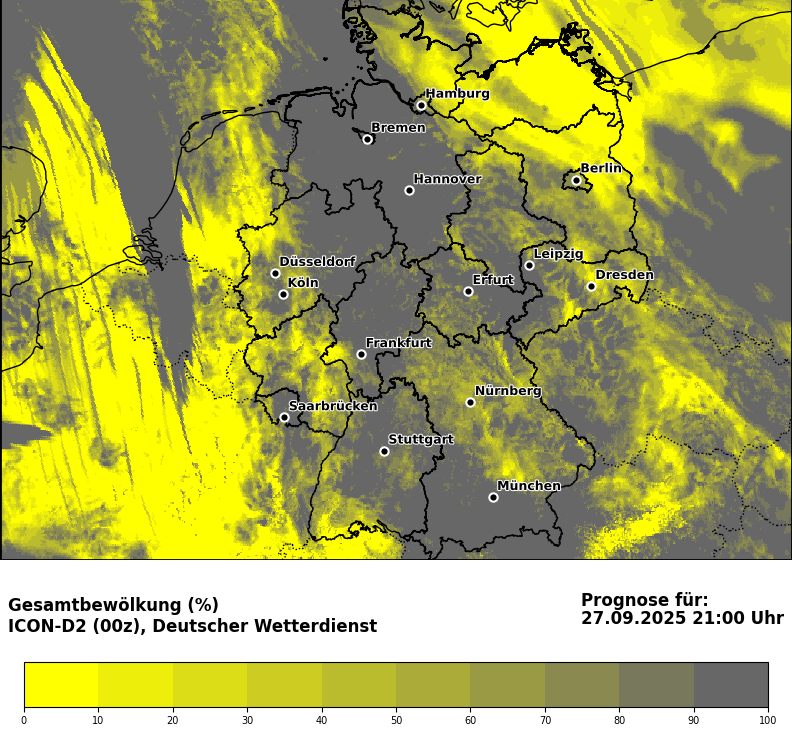 Hamburg
Bremen
Berlin
Hannover
Düsseldorf
Leipzig
Köln
Erfurt
Dresden
Frankfurt
Nürnberg
Saarbrücken
Stuttgart
München
Gesamtbewölkung (%)
ICON-D2 (00z), Deutscher Wetterdienst
Prognose für:
27.09.2025 21:00 Uhr
0 10 20 30 40 50 60 70 80 90 100